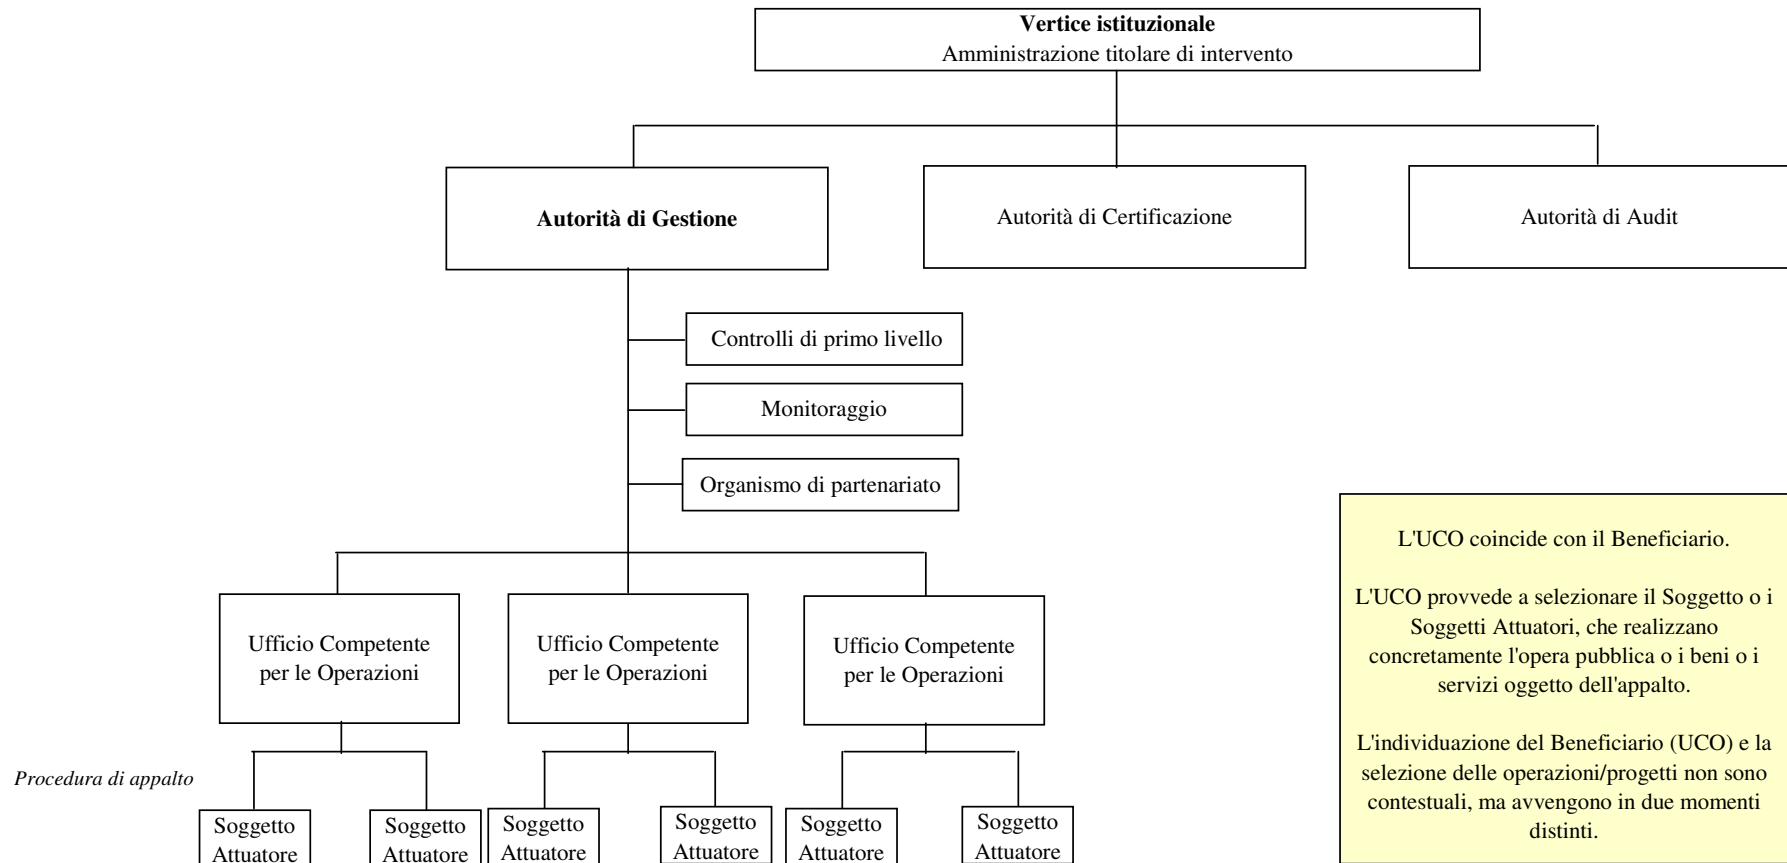 Vertice istituzionale
Amministrazione titolare di intervento
Autorità di Gestione
Autorità di Certificazione
Autorità di Audit
Controlli di primo livello
Monitoraggio
Organismo di partenariato
Ufficio Competente
per le Operazioni
Ufficio Competente
per le Operazioni
Ufficio Competente
per le Operazioni
Procedura di appalto
Soggetto
Attuatore
Soggetto
Attuatore
Soggetto
Attuatore
Soggetto
Attuatore
Soggetto
Attuatore
Soggetto
Attuatore
L'UCO coincide con il Beneficiario.
L'UCO provvede a selezionare il Soggetto o i
Soggetti Attuatori, che realizzano
concretamente l'opera pubblica o i beni o i
servizi oggetto dell'appalto.
L'individuazione del Beneficiario (UCO) e la
selezione delle operazioni/progetti non sono
contestuali, ma avvengono in due momenti
distinti.